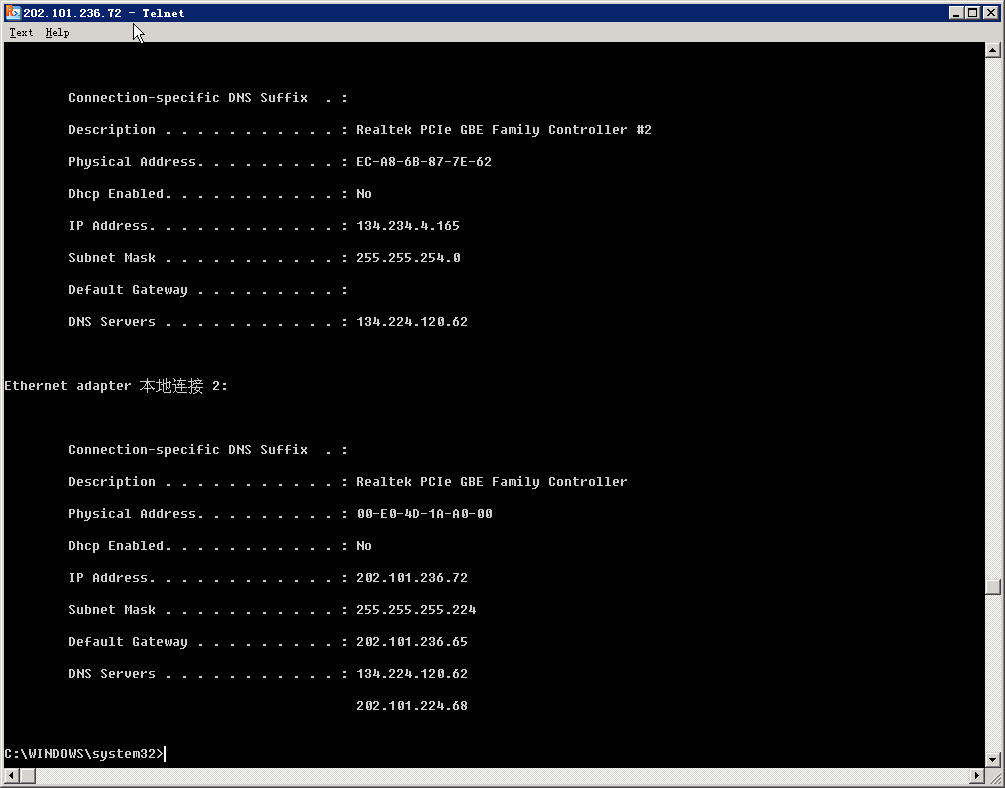 202.101.236.72 - Telnet
Text Help
Connection-specific DNS Suffix . :
Description . . . . . . . . . . . : Realtek PCIe GBE Family Controller #2
Physical Address. . . . . . . . . : EC-A8-6B-87-7E-62
Dhcp Enabled. . . . . . . . . . . : No
IP Address. . . . . . . . . . . . : 134.234.4.165
Subnet Mask . . . . . . . . . . . : 255.255.254.0
Default Gateway . . . . . . . . . :
DNS Servers . . . . . . . . . . . : 134.224.120.62
Ethernet adapter 本地连接 2:
Connection-specific DNS Suffix . :
Description . . . . . . . . . . . : Realtek PCIe GBE Family Controller
Physical Address. . . . . . . . . : 00-E0-4D-1A-A0-00
Dhcp Enabled. . . . . . . . . . . : No
IP Address. . . . . . . . . . . . : 202.101.236.72
Subnet Mask . . . . . . . . . . . : 255.255.255.224
Default Gateway . . . . . . . . . : 202.101.236.65
DNS Servers . . . . . . . . . . . : 134.224.120.62
202.101.224.68
C:\WINDOWS\system32>